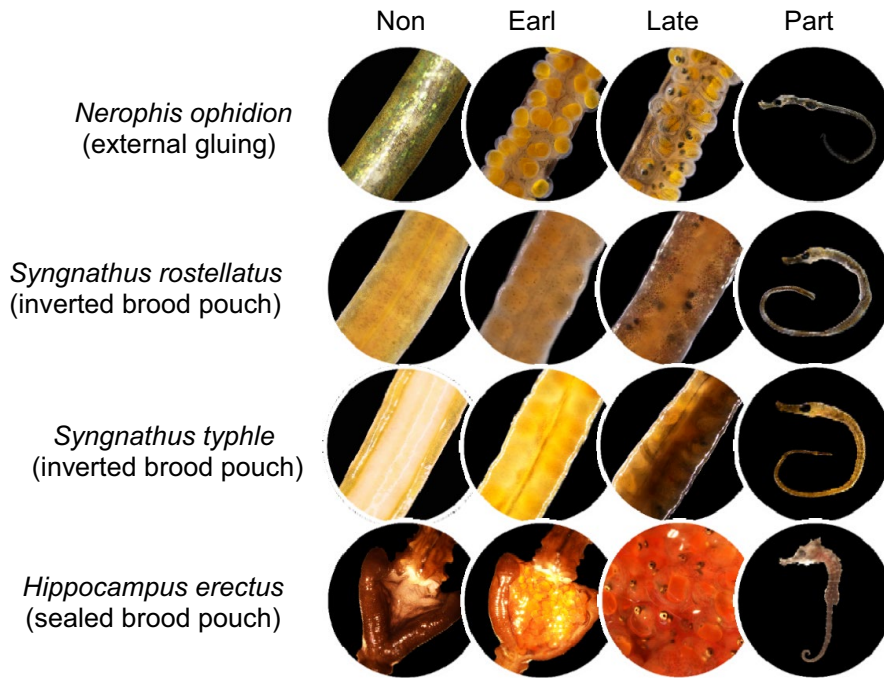 Non Earl Late Part
Nerophis ophidion
(external gluing)
Syngnathus rostellatus
(inverted brood pouch)
Syngnathus typhle
(inverted brood pouch)
Hippocampus erectus
(sealed brood pouch)